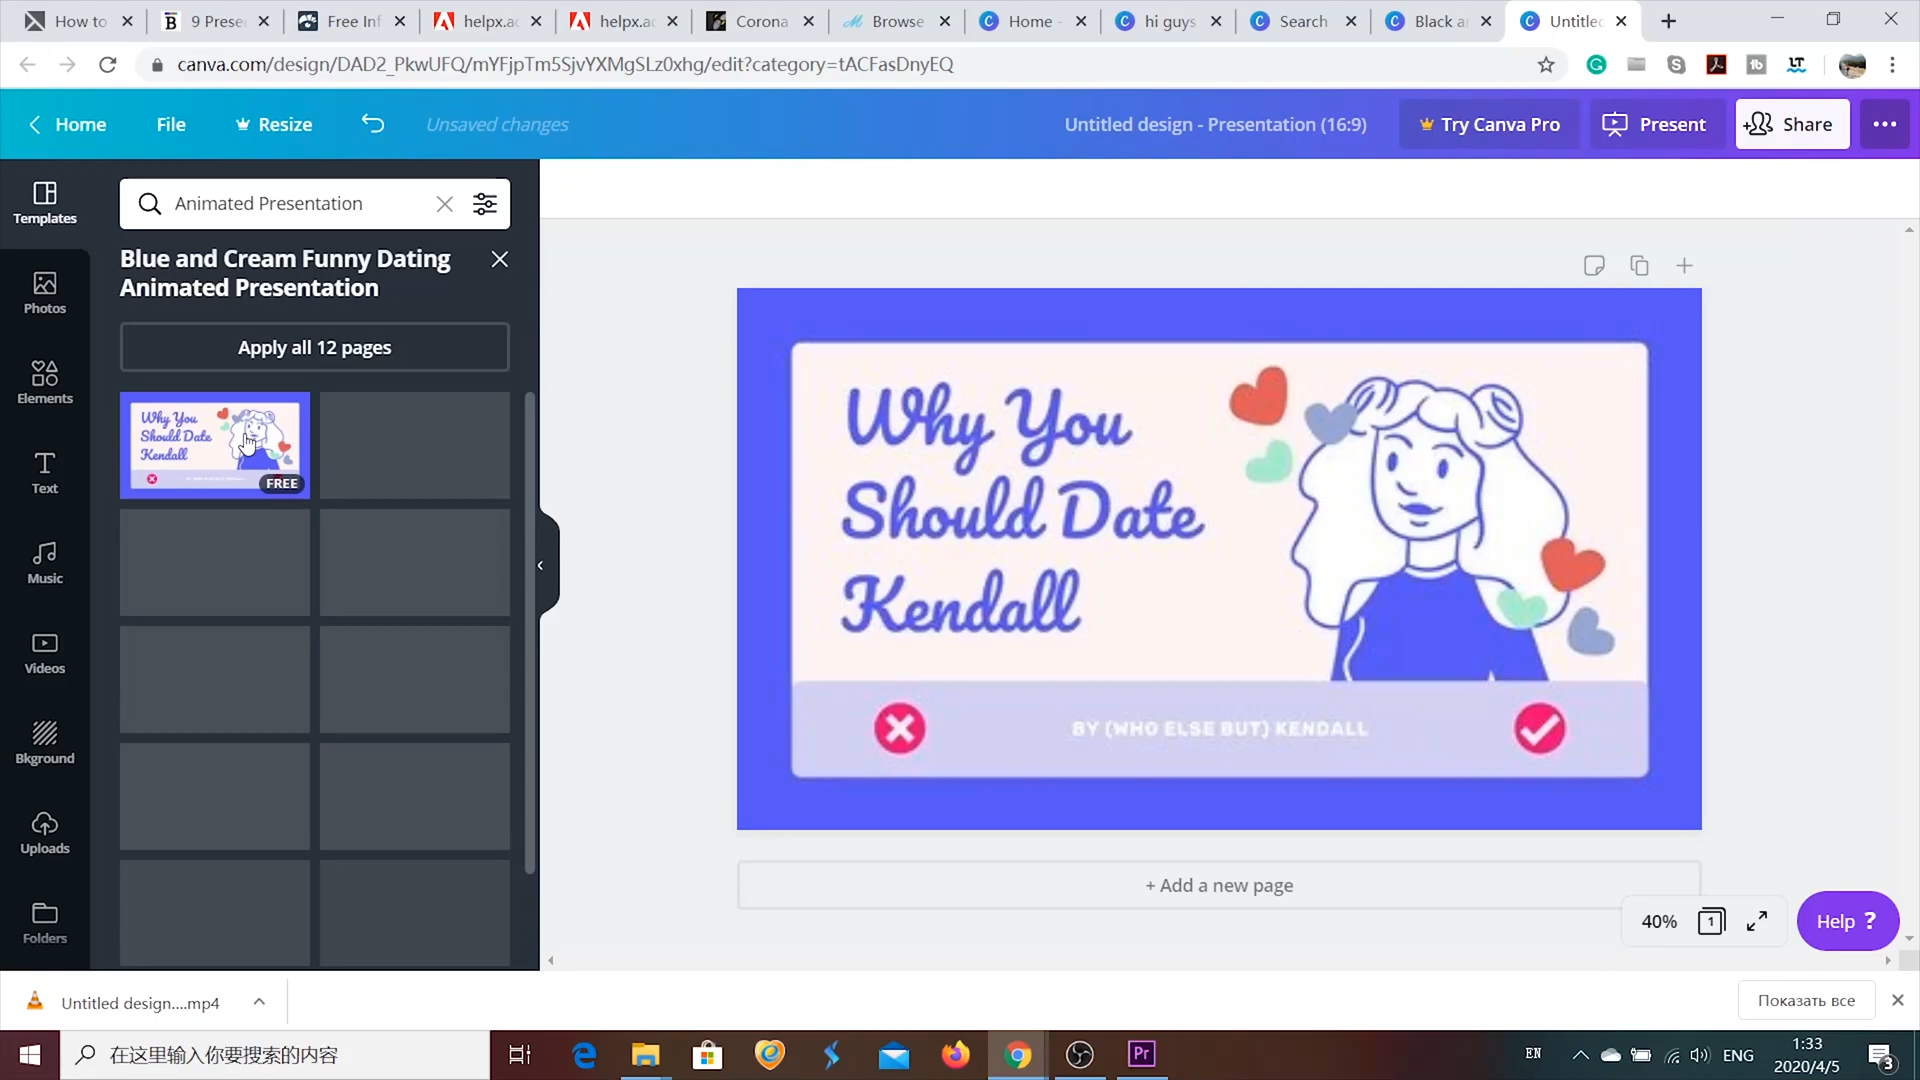 How to
9 Prese
Free Inf
helpx.ac
helpx.ac
Corona
Browse
Home -
hi guys
Search
Black a
Untitlec
canva.com/design/DAD2_PkwUFQ/mYFjpTm5SjvYXMgSLz0xhg/edit?category=tACFasDnyEQ
Home
File
Resize
Unsaved changes
Untitled design - Presentation (16:9)
Try Canva Pro
Present
Share
Templates
Photos
Elements
Text
Music
Videos
Bkground
Uploads
Folders
Animated Presentation
Blue and Cream Funny Dating
Animated Presentation
Apply all 12 pages
Why You
Should Date
Kendall
FREE
Why You
Should Date
Kendall
BY (WHO ELSE BUT) KENDALL
+ Add a new page
40%
1
Help ?
Untitled design....mp4
Показать все
在这里输入你要搜索的内容
Pr
EN
ENG
1:33
2020/4/5
3